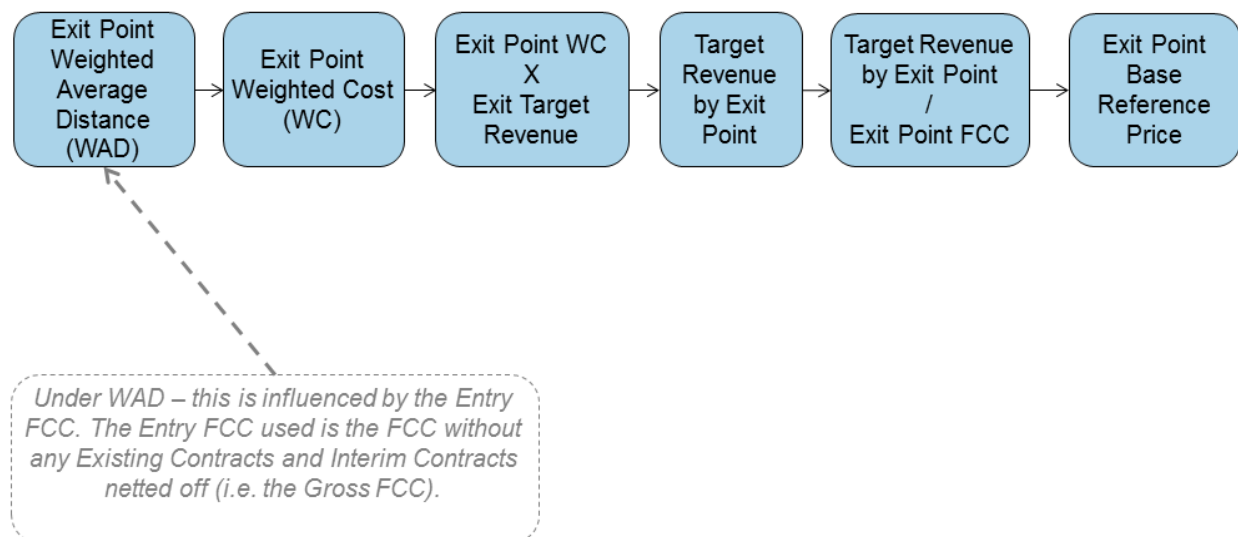 Exit Point
Weighted
Average
Distance
(WAD)
Exit Point
Weighted Cost
(WC)
Exit Point WC
X
Exit Target
Revenue
Target
Revenue
by Exit
Point
Target Revenue
by Exit Point
/
Exit Point FCC
Exit Point
Base
Reference
Price
Under WAD – this is influenced by the Entry
FCC. The Entry FCC used is the FCC without
any Existing Contracts and Interim Contracts
netted off (i.e. the Gross FCC).